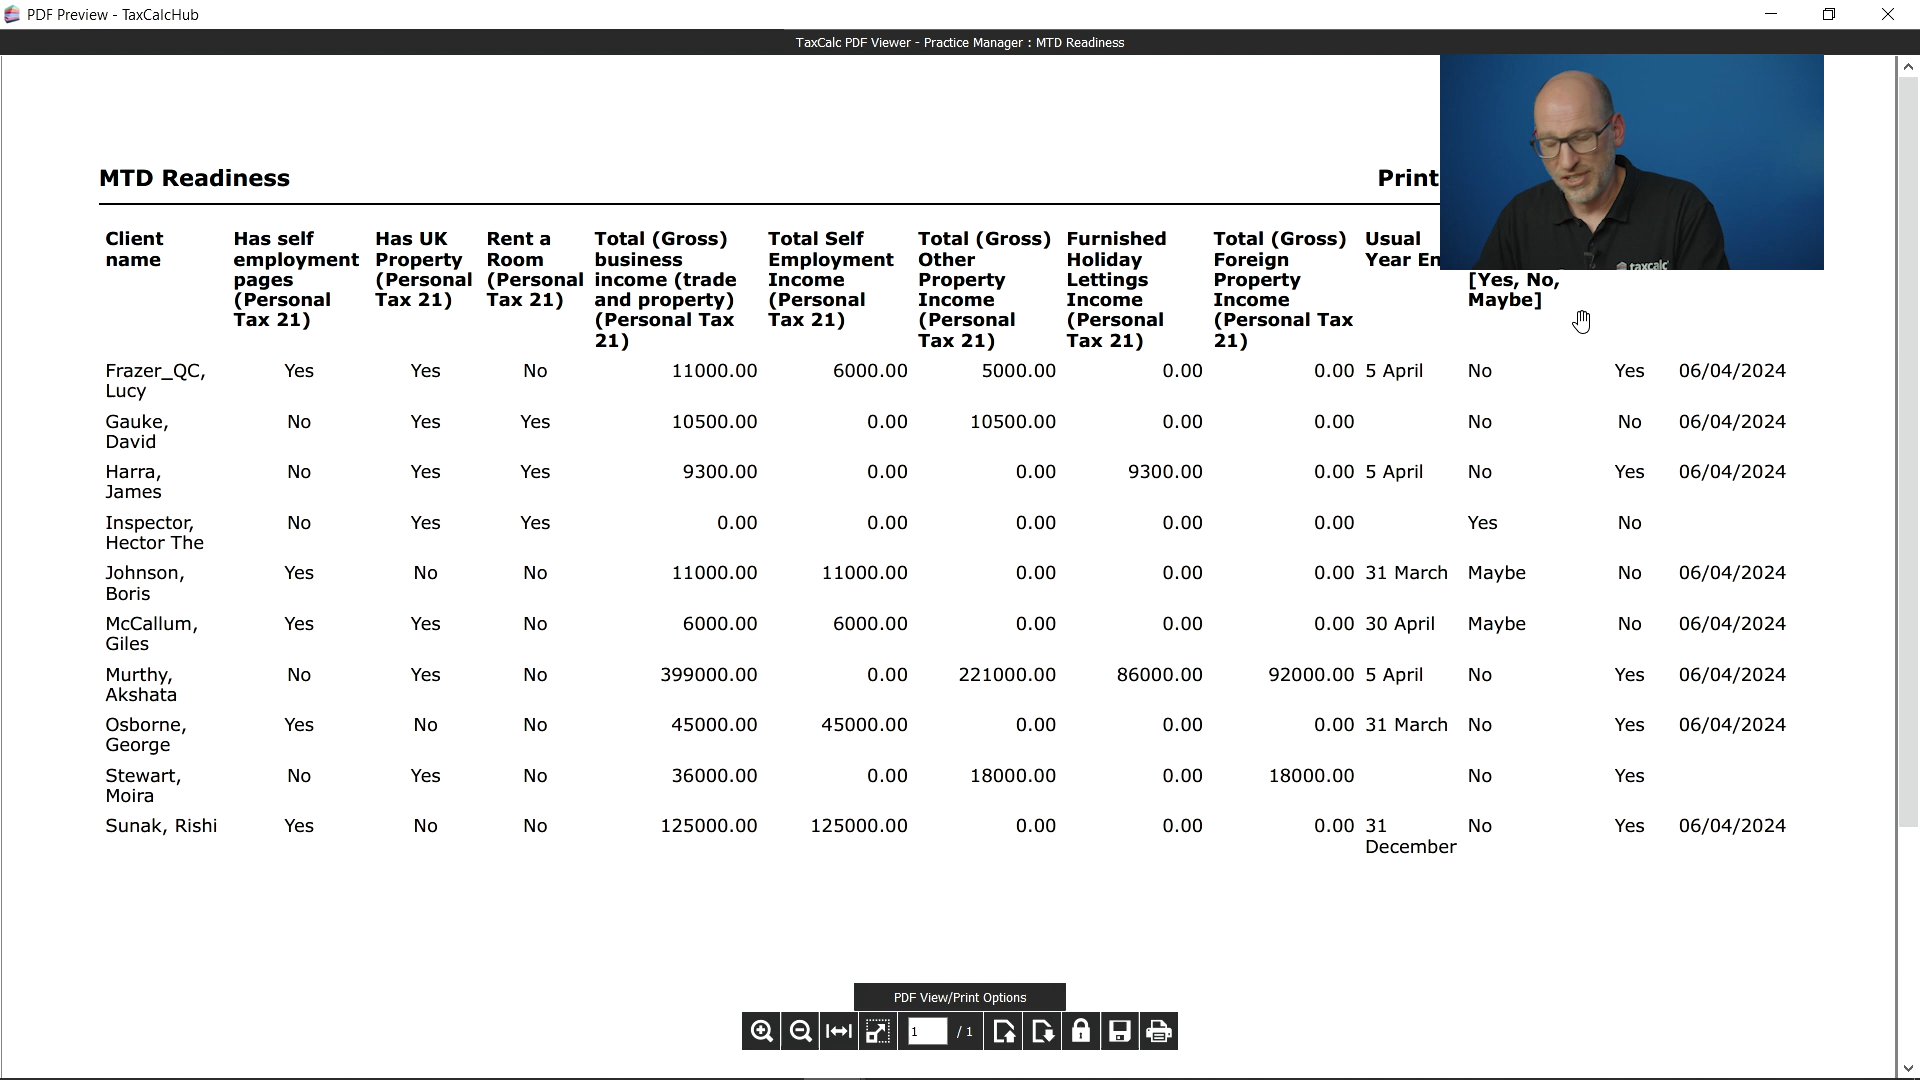 PDF Preview - TaxCalcHub
TaxCalc PDF Viewer - Practice Manager : MTD Readiness
taxcalc
MTD Readiness Print
Client name
Has self employment pages (Personal Tax 21)
Has UK Property (Personal Tax 21)
Rent a Room (Personal Tax 21)
Total (Gross) business income (trade and property) (Personal Tax 21)
Total Self Employment Income (Personal Tax 21)
Total (Gross) Other Property Income (Personal Tax 21)
Furnished Holiday Lettings Income (Personal Tax 21)
Total (Gross) Foreign Property Income (Personal Tax 21)
Usual Year En
[Yes, No, Maybe]
Frazer_QC, Lucy Yes Yes No 11000.00 6000.00 5000.00 0.00 0.00 5 April No Yes 06/04/2024
Gauke, David No Yes Yes 10500.00 0.00 10500.00 0.00 0.00 No No 06/04/2024
Harra, James No Yes Yes 9300.00 0.00 0.00 9300.00 0.00 5 April No Yes 06/04/2024
Inspector, Hector The No Yes Yes 0.00 0.00 0.00 0.00 0.00 Yes No
Johnson, Boris Yes No No 11000.00 11000.00 0.00 0.00 0.00 31 March Maybe No 06/04/2024
McCallum, Giles Yes Yes No 6000.00 6000.00 0.00 0.00 0.00 30 April Maybe No 06/04/2024
Murthy, Akshata No Yes No 399000.00 0.00 221000.00 86000.00 92000.00 5 April No Yes 06/04/2024
Osborne, George Yes No No 45000.00 45000.00 0.00 0.00 0.00 31 March No Yes 06/04/2024
Stewart, Moira No Yes No 36000.00 0.00 18000.00 0.00 18000.00 No Yes
Sunak, Rishi Yes No No 125000.00 125000.00 0.00 0.00 0.00 31 December No Yes 06/04/2024
PDF View/Print Options
1 / 1